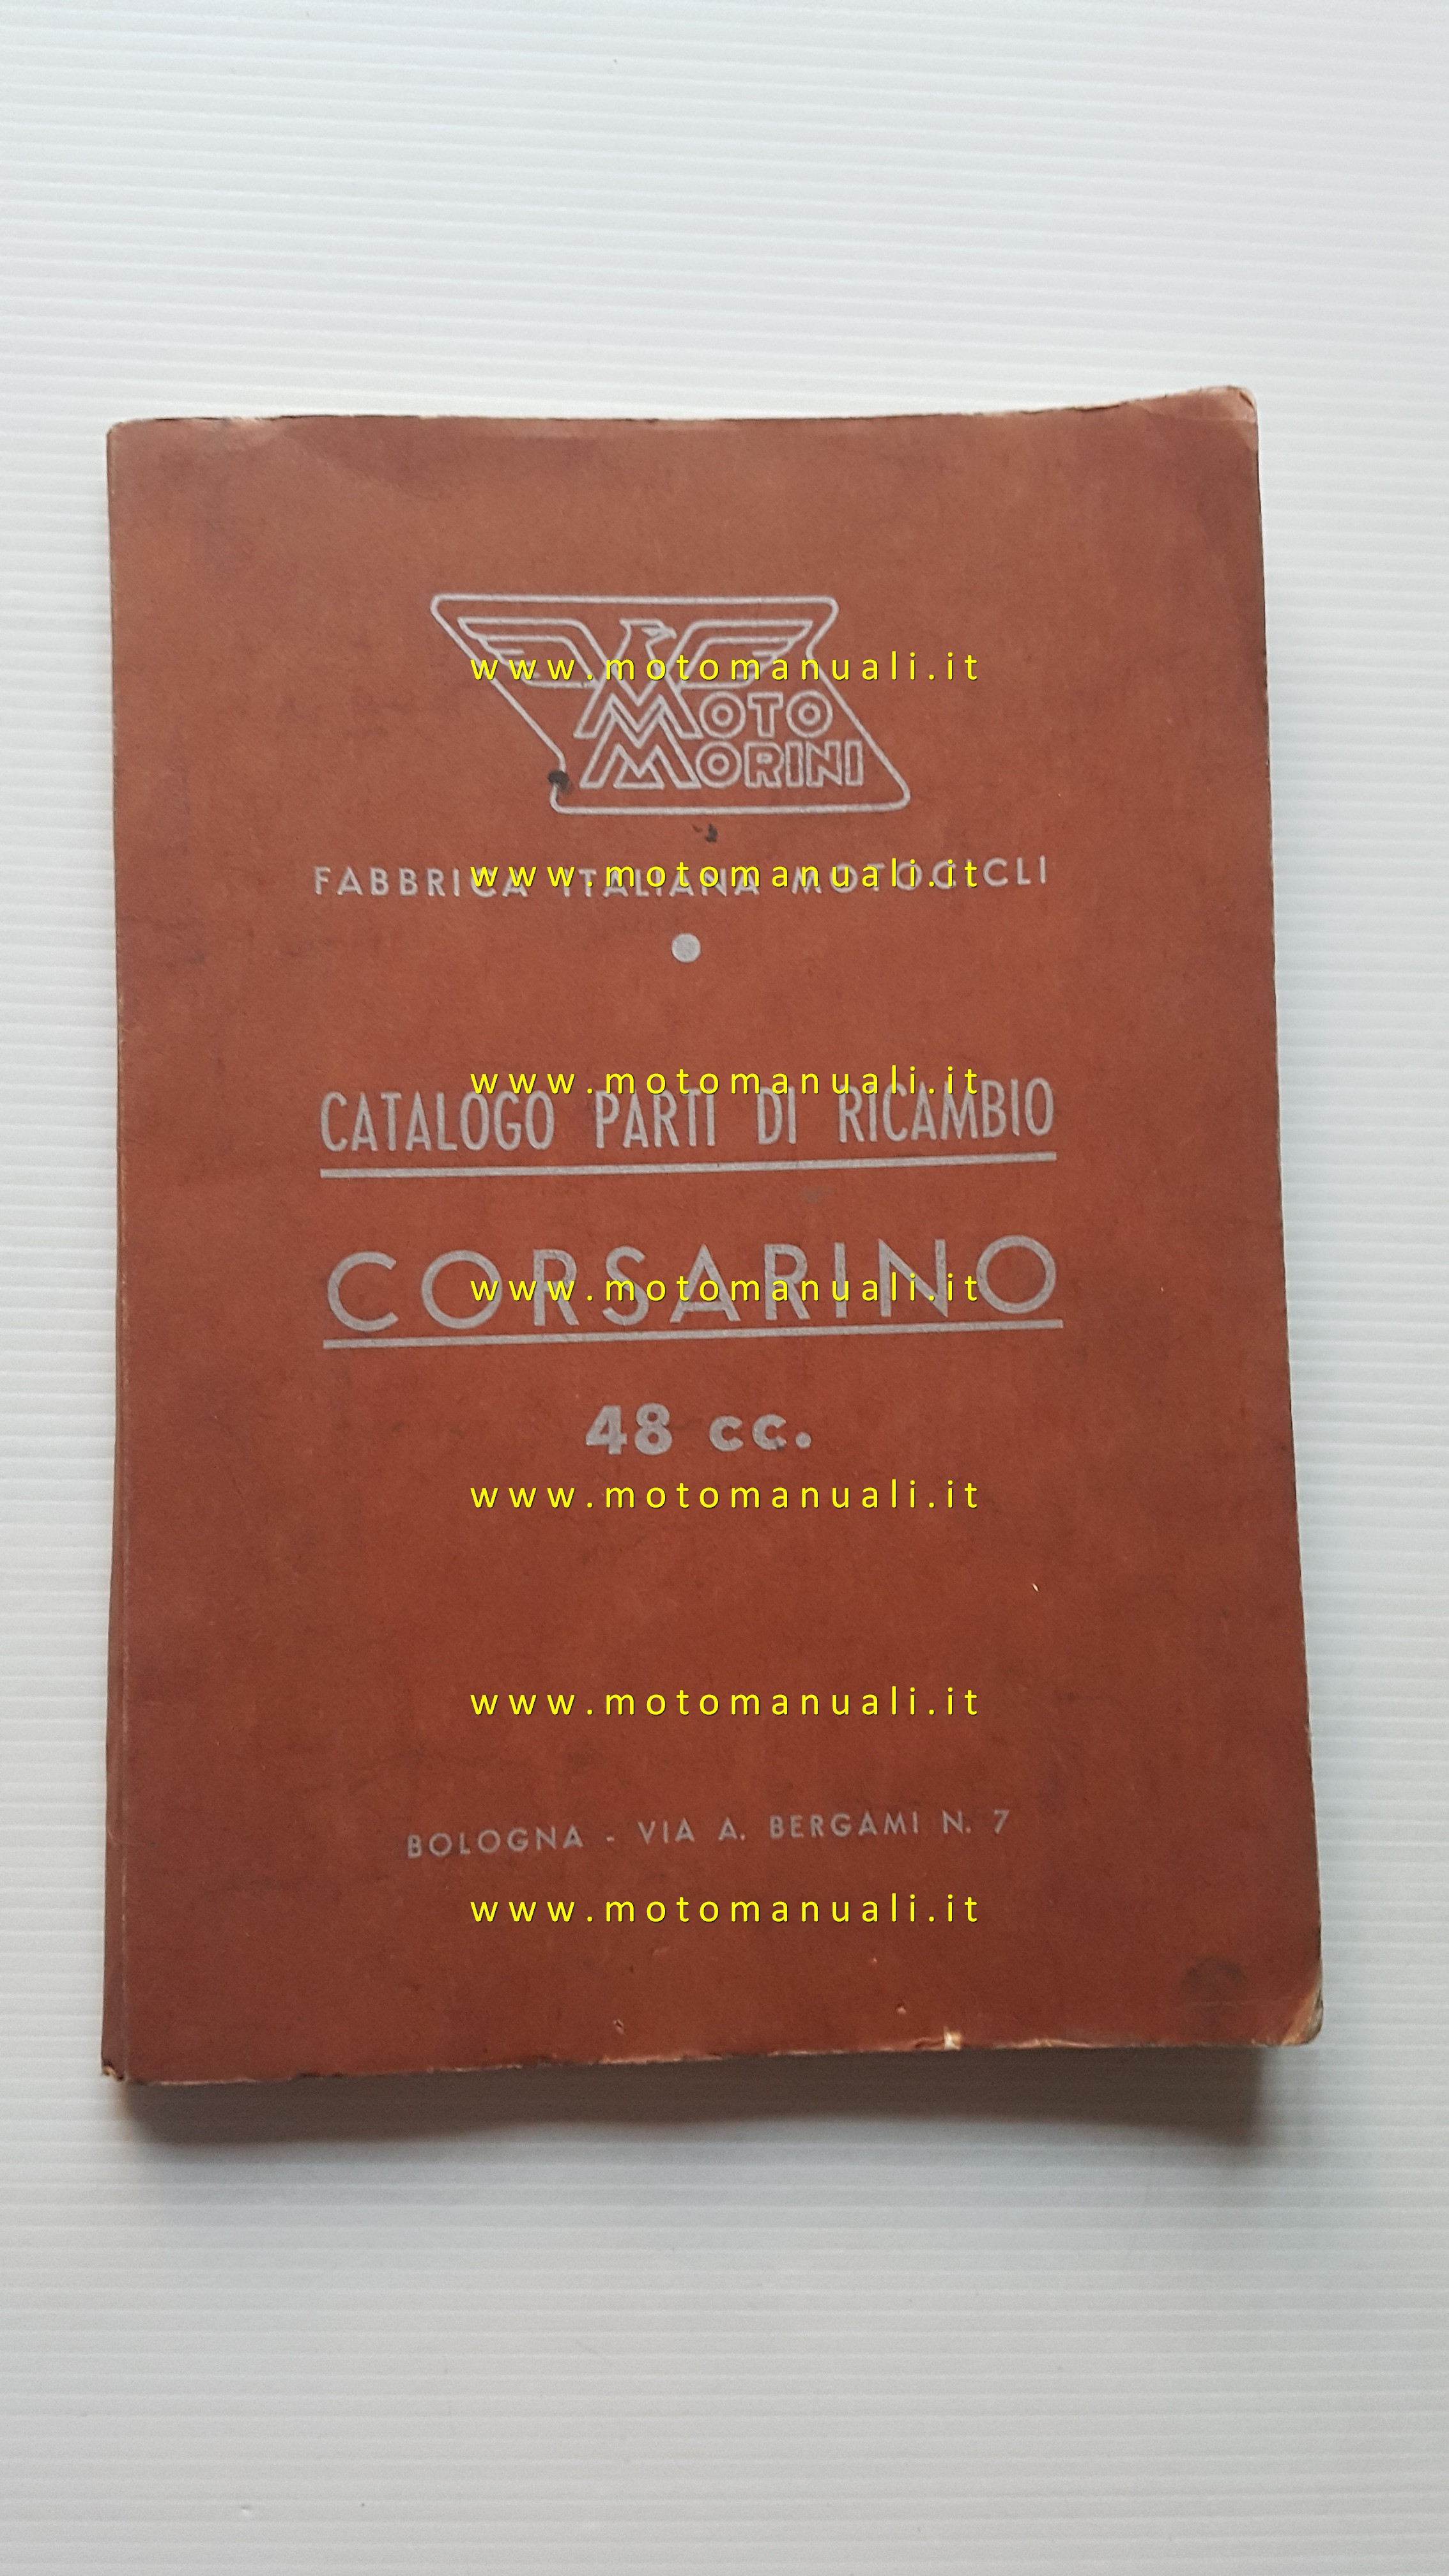 MOTO
www.motomanuali.it
MORINI
FABBRICA ITALIANA MOTOCICLI
www.motomanuali.it
www.motomanuali.it
CATALOGO PARTI DI RICAMBIO
CORSARINO
www.motomanuali.it
48 cc.
www.motomanuali.it
www.motomanuali.it
BOLOGNA - VIA A. BERGAMI N. 7
www.motomanuali.it